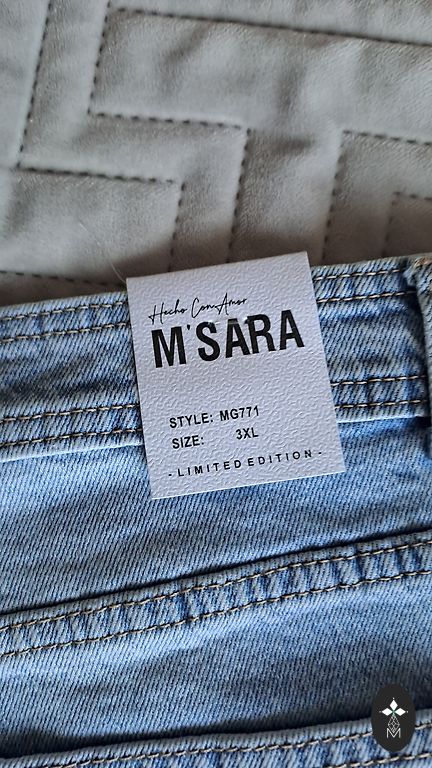 Hecho Con Amor
M'SARA
STYLE: MG771
SIZE: 3XL
- LIMITED EDITION -